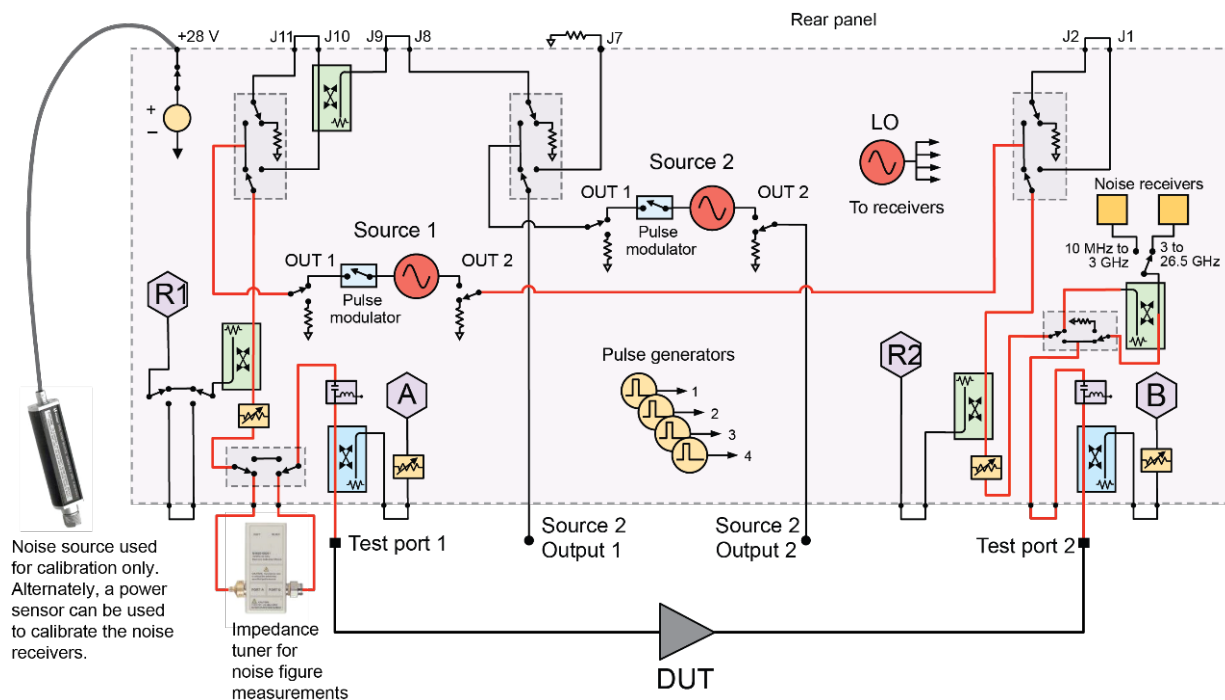 Rear panel
+28 V
J11
J10
J9
J8
J7
J2
J1
+
−
LO
To receivers
Source 2
OUT 1
OUT 2
Pulse
modulator
Noise receivers
10 MHz to
3 GHz
3 to
26.5 GHz
Source 1
OUT 1
OUT 2
Pulse
modulator
R1
A
Pulse generators
1
2
3
4
R2
B
Test port 1
Source 2
Output 1
Source 2
Output 2
Test port 2
Noise source used
for calibration only.
Alternately, a power
sensor can be used
to calibrate the noise
receivers.
Impedance
tuner for
noise figure
measurements
DUT